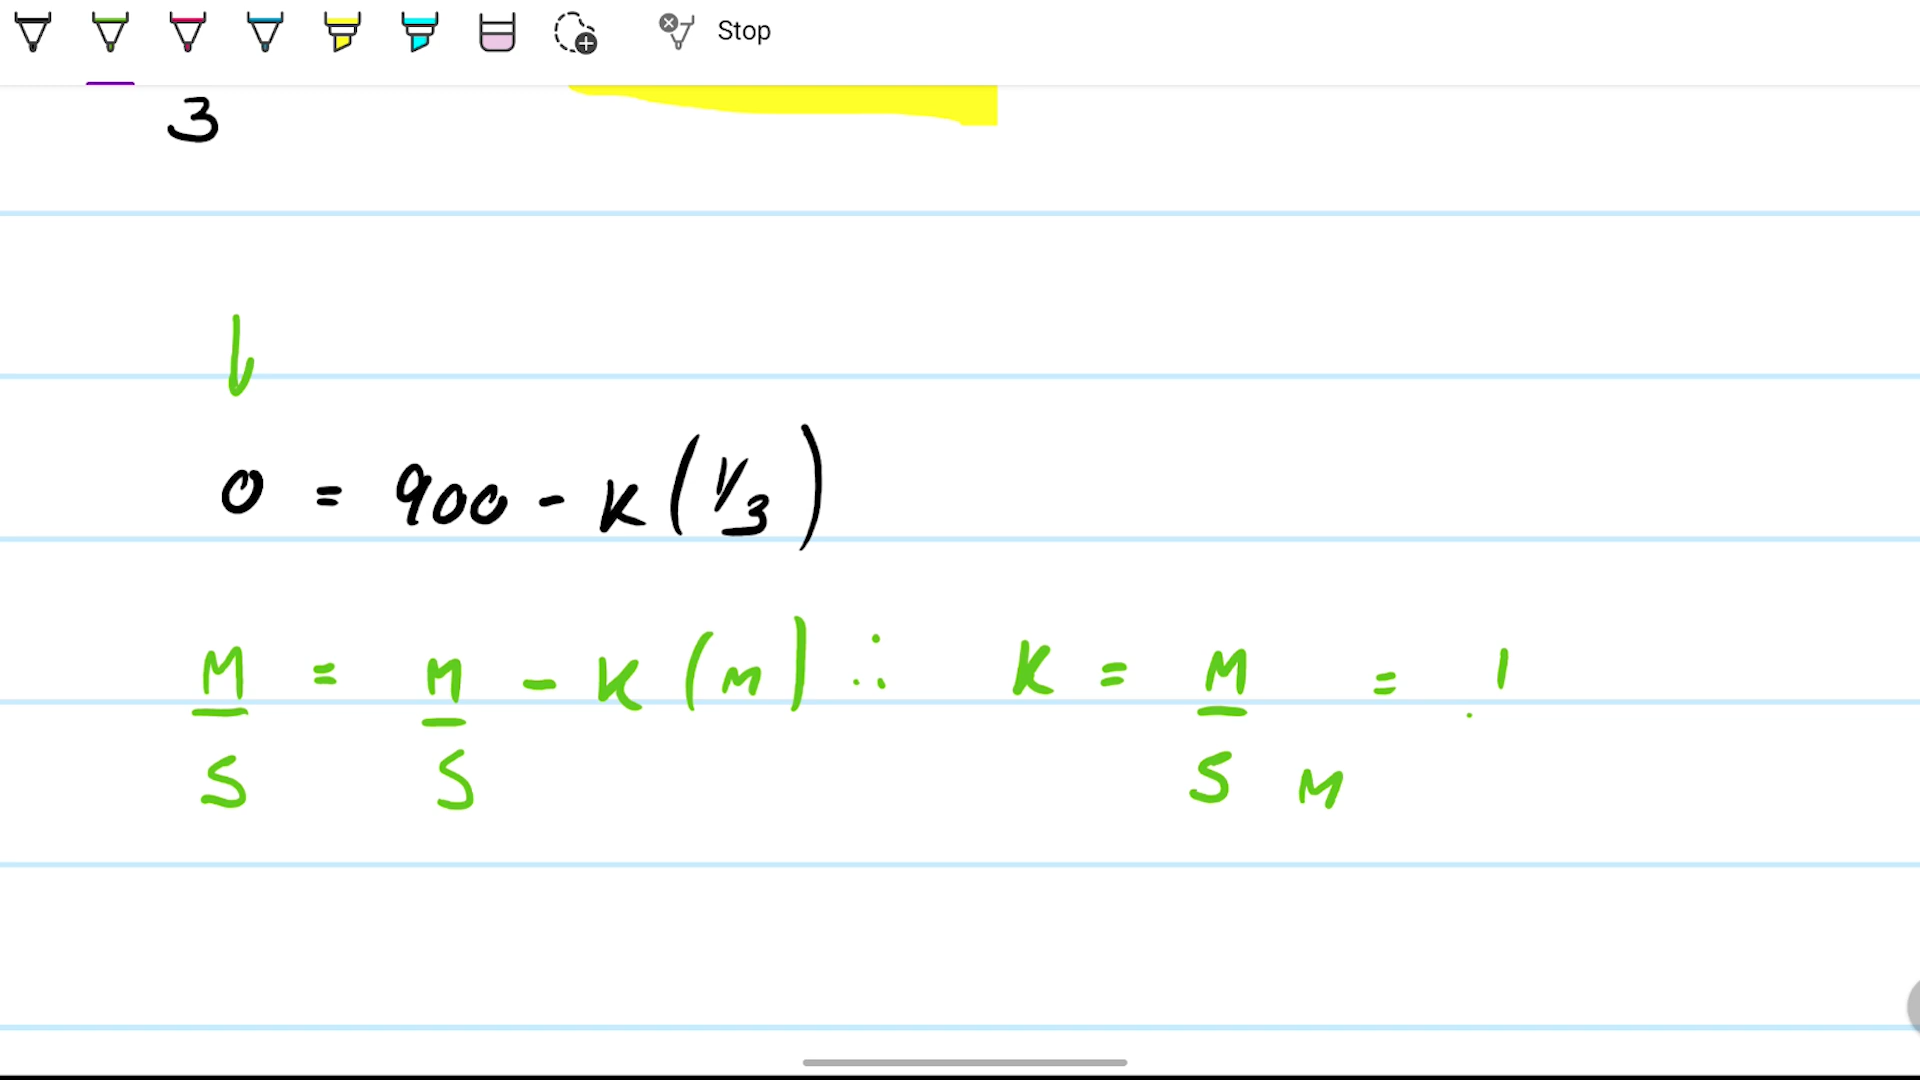 Stop
3
0 = 900 - K (1/3)
M/S = M/S - K (m) ∴ K = M/S M = 1